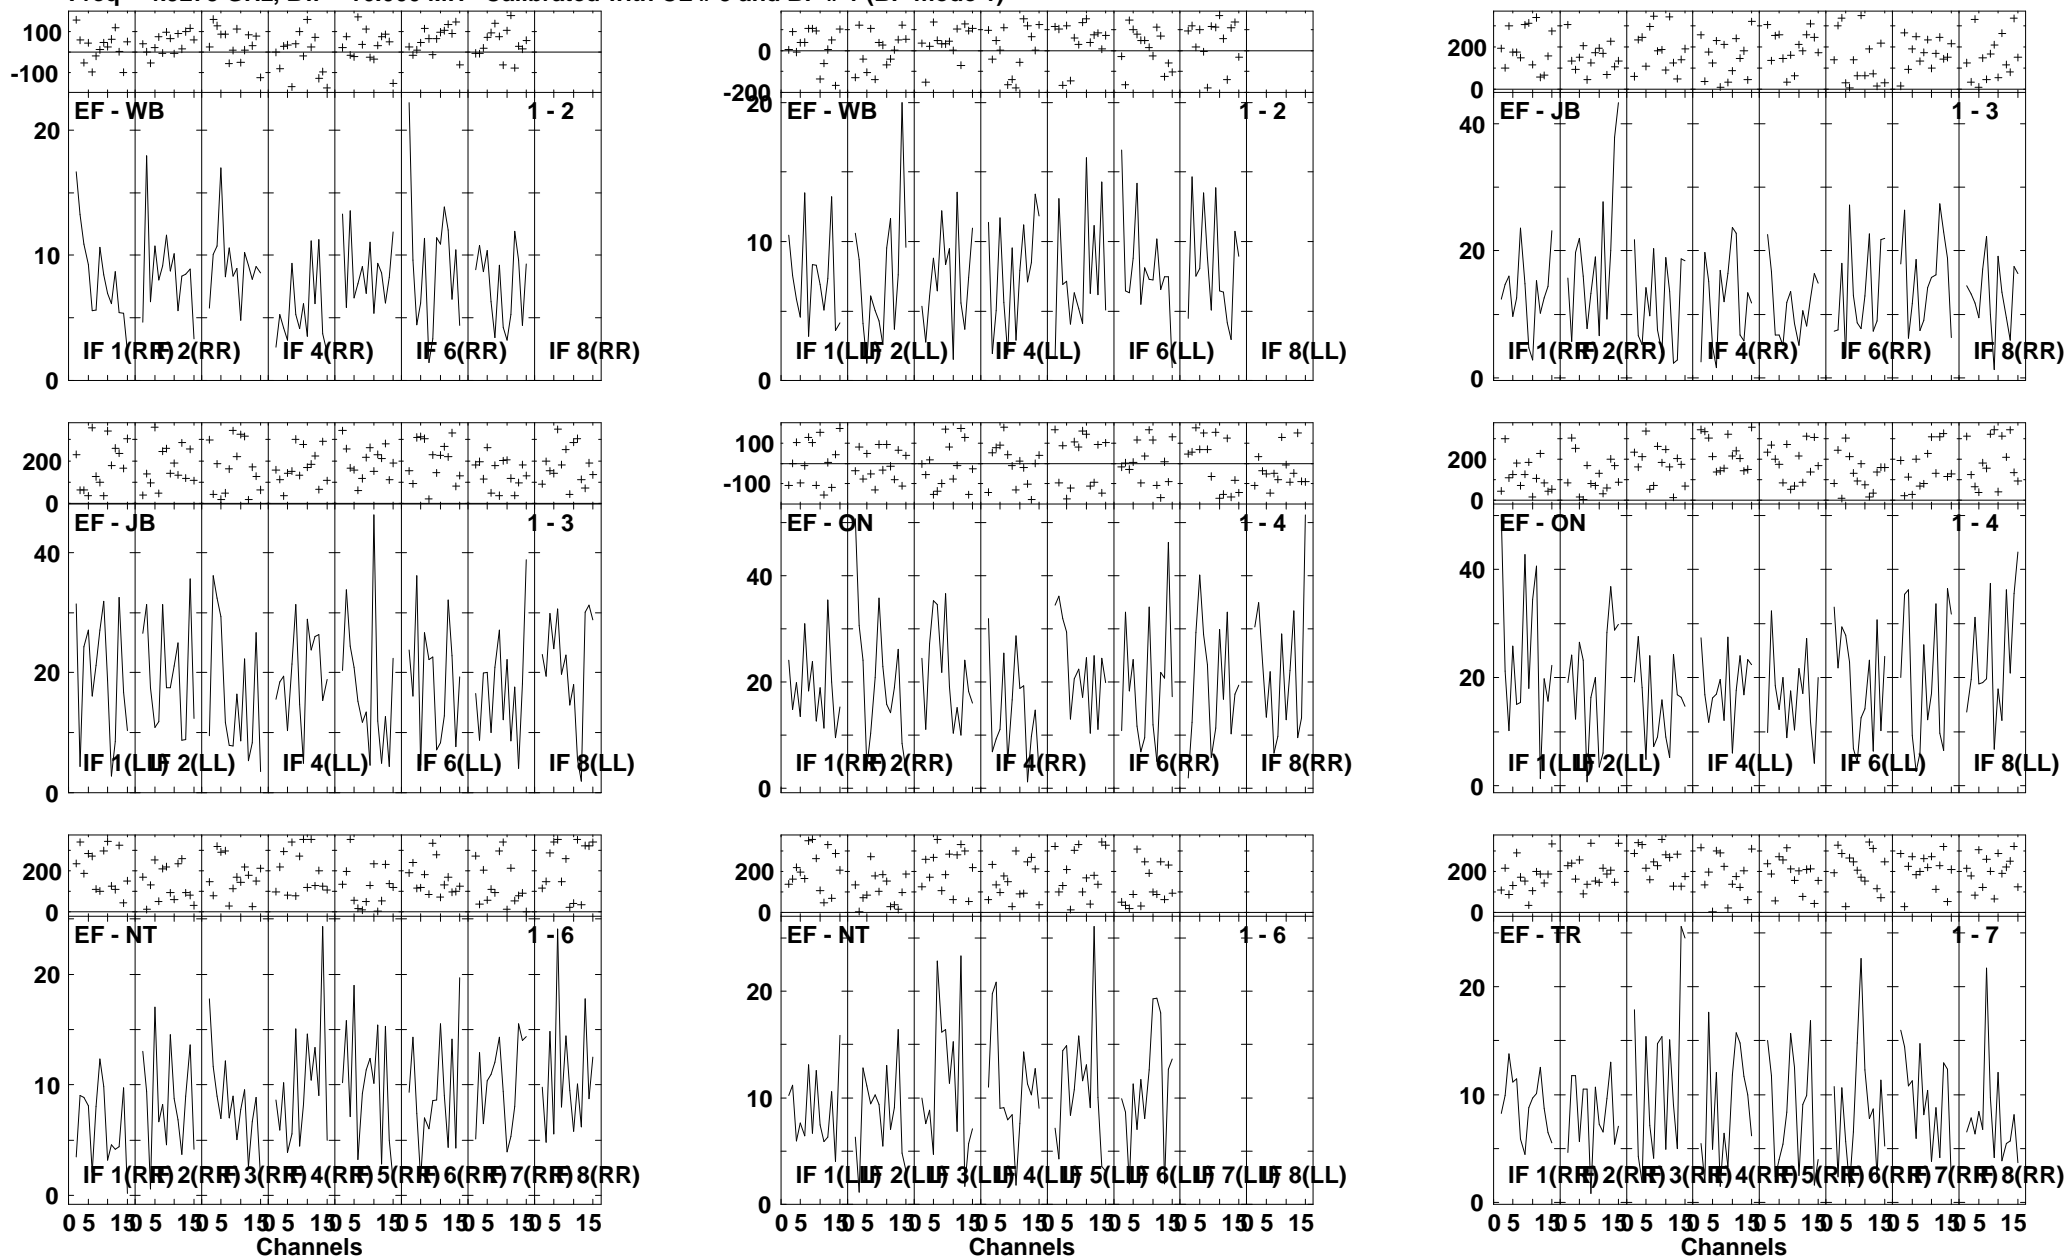 100
0
-100
EF - WB 1 - 2
20
10
0
IF 1(RR) IF 2(RR) IF 4(RR) IF 6(RR) IF 8(RR)
100
0
-200
EF - WB 1 - 2
20
10
0
IF 1(LL) IF 2(LL) IF 4(LL) IF 6(LL) IF 8(LL)
200
0
EF - JB 1 - 3
40
20
0
IF 1(RR) IF 2(RR) IF 4(RR) IF 6(RR) IF 8(RR)
200
0
EF - JB 1 - 3
40
20
0
IF 1(LL) IF 2(LL) IF 4(LL) IF 6(LL) IF 8(LL)
100
-100
EF - ON 1 - 4
40
20
0
IF 1(RR) IF 2(RR) IF 4(RR) IF 6(RR) IF 8(RR)
200
0
EF - ON 1 - 4
40
20
0
IF 1(LL) IF 2(LL) IF 4(LL) IF 6(LL) IF 8(LL)
200
0
EF - NT 1 - 6
20
10
0
IF 1(RR) IF 2(RR) IF 3(RR) IF 4(RR) IF 5(RR) IF 6(RR) IF 7(RR) IF 8(RR)
0 5 15 0 5 15 0 5 15 0 5 15 0 5 15 0 5 15 0 5 15 0 5 15
Channels
200
0
EF - NT 1 - 6
20
10
0
IF 1(LL) IF 2(LL) IF 3(LL) IF 4(LL) IF 5(LL) IF 6(LL) IF 7(LL) IF 8(LL)
0 5 15 0 5 15 0 5 15 0 5 15 0 5 15 0 5 15 0 5 15 0 5 15
Channels
200
0
EF - TR 1 - 7
20
10
0
IF 1(RR) IF 2(RR) IF 3(RR) IF 4(RR) IF 5(RR) IF 6(RR) IF 7(RR) IF 8(RR)
0 5 15 0 5 15 0 5 15 0 5 15 0 5 15 0 5 15 0 5 15 0 5 15
Channels